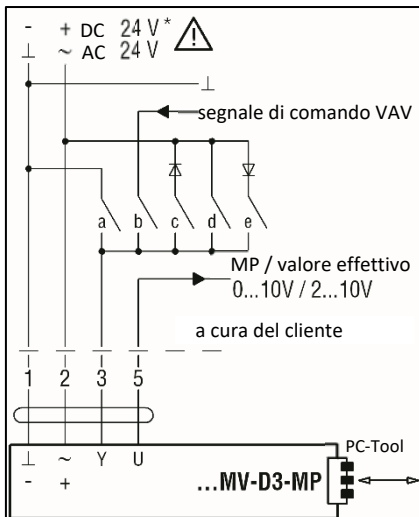 - + DC 24 V *
⊥ ~ AC 24 V
⊥
segnale di comando VAV
a b c d e
MP / valore effettivo
0...10V / 2...10V
a cura del cliente
1 2 3 5
PC-Tool
⊥ ~ Y U
- +
...MV-D3-MP